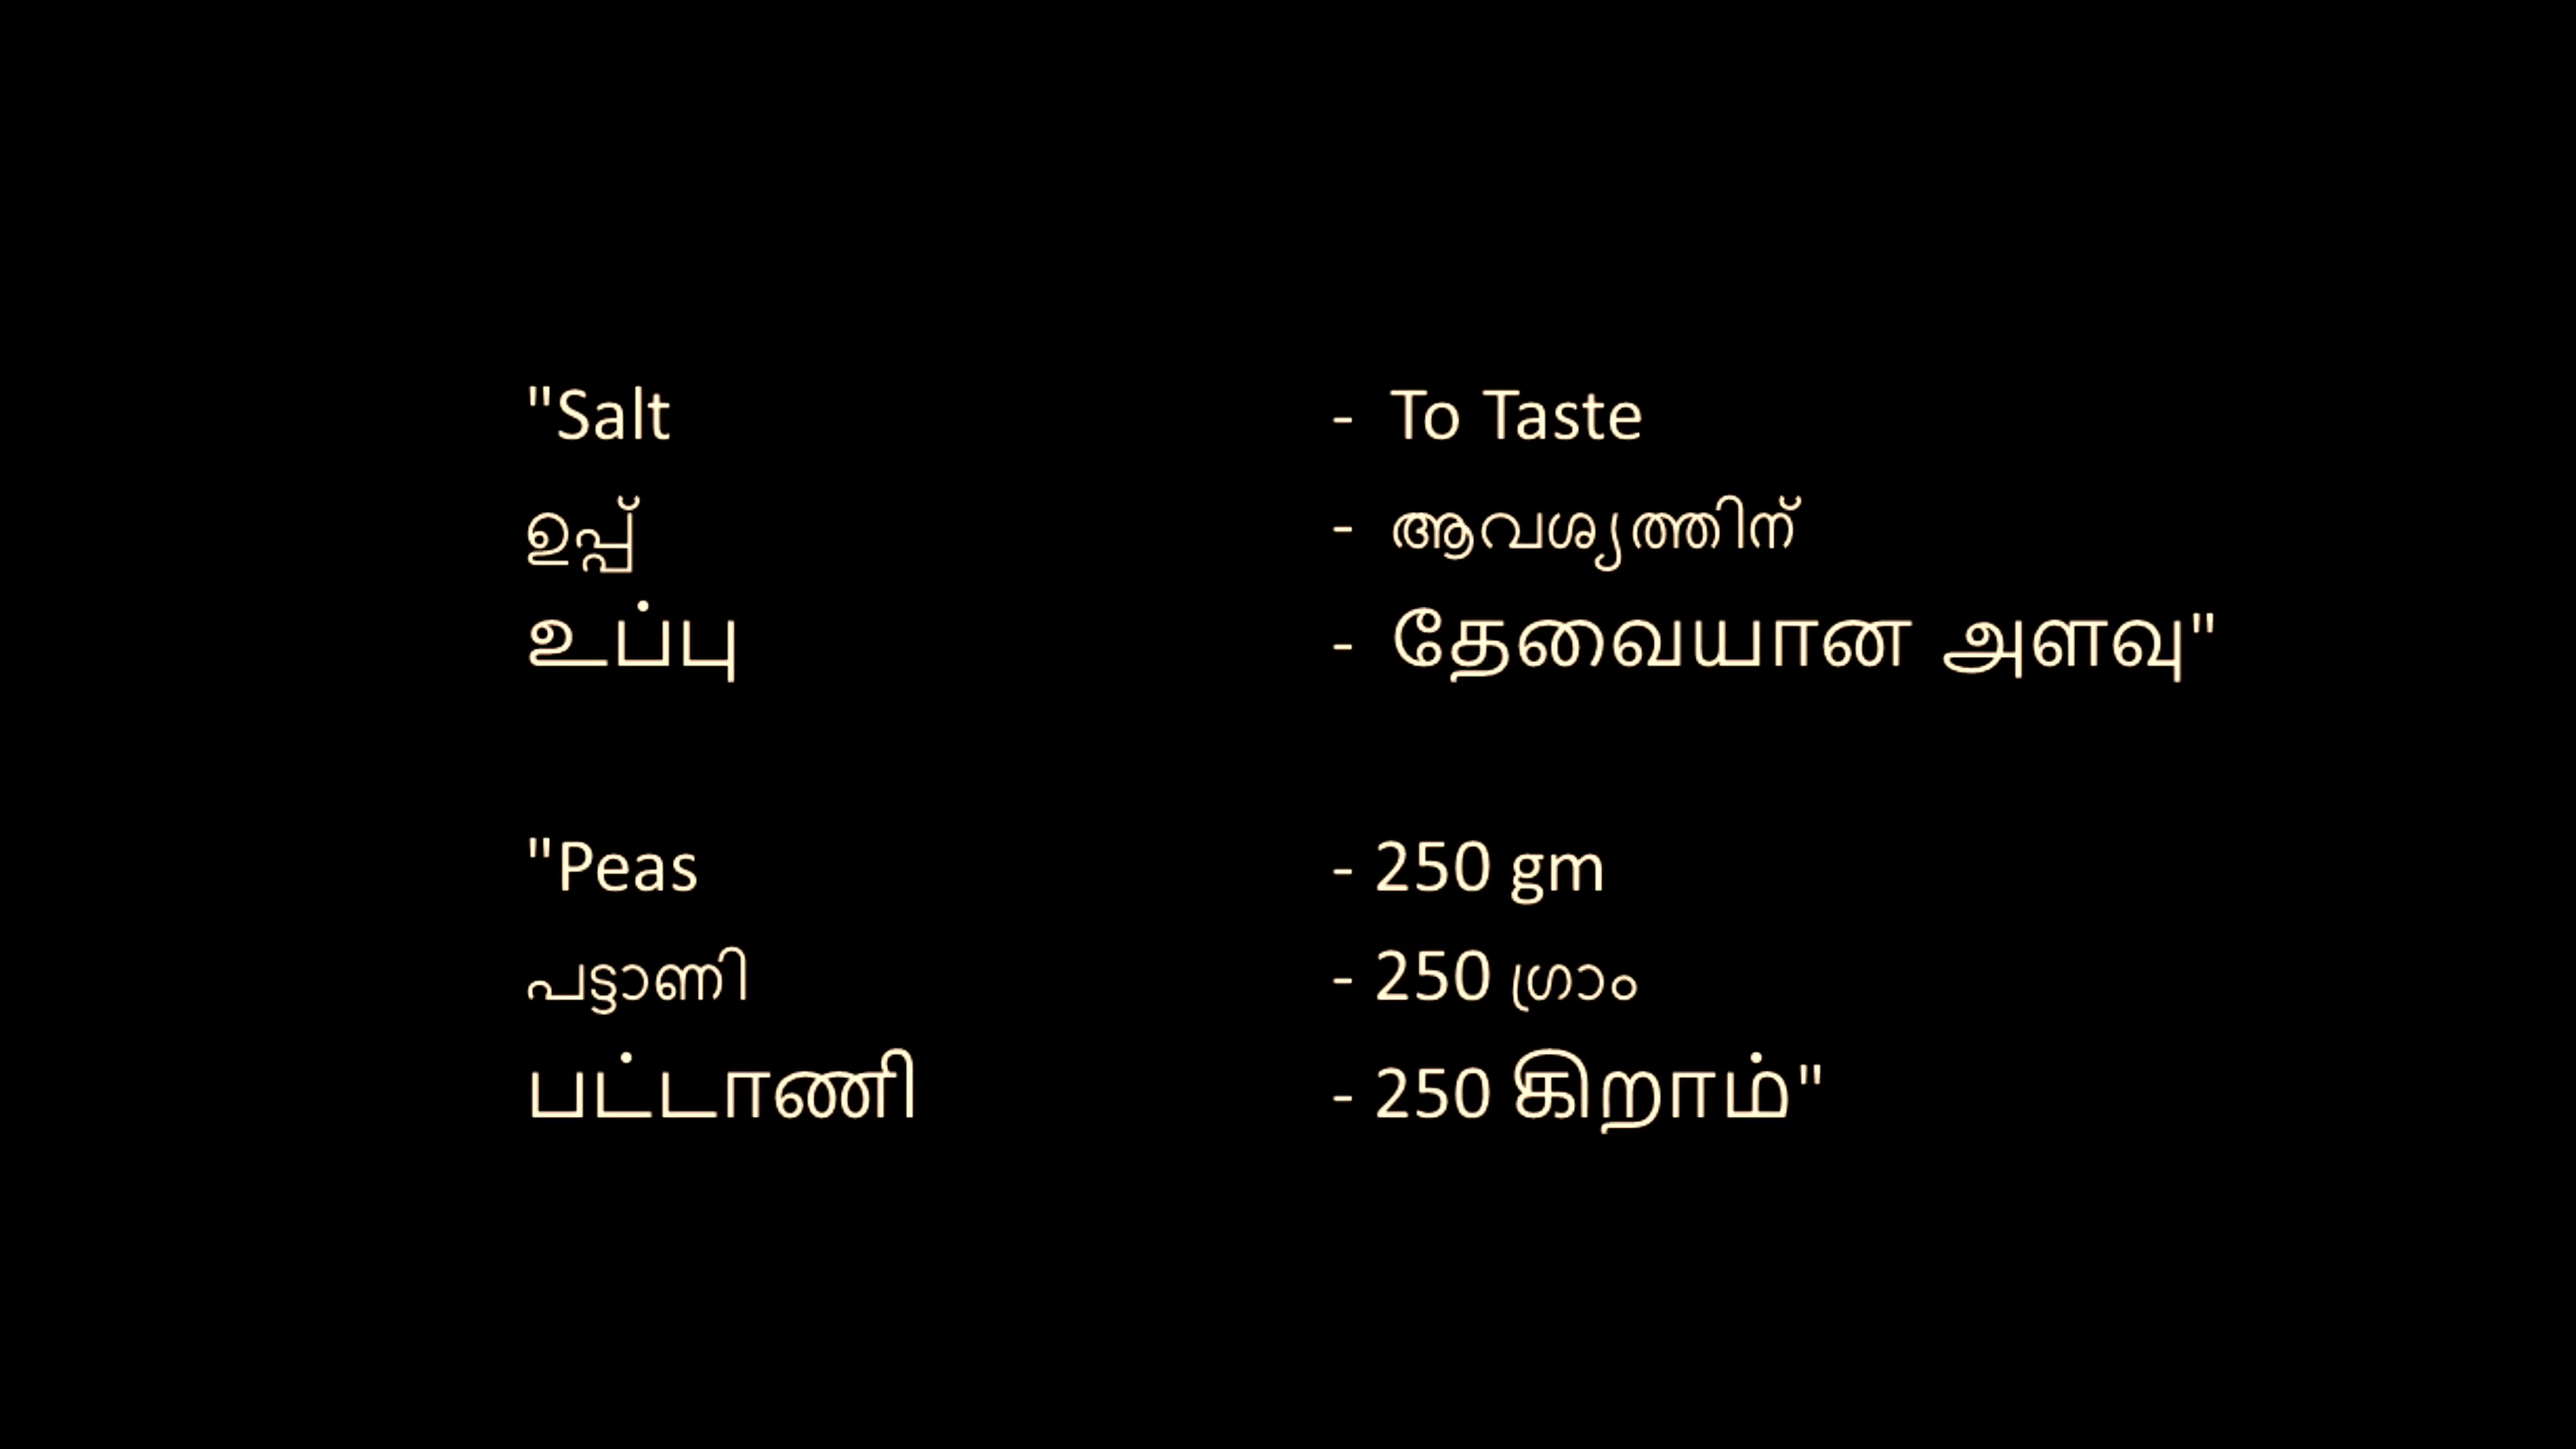 "Salt - To Taste
ഉപ്പ് - ആവശ്യത്തിന്
உப்பு - தேவையான அளவு"
"Peas - 250 gm
പട്ടാണി - 250 ഗ്രാം
பட்டாணி - 250 கிறாம்"